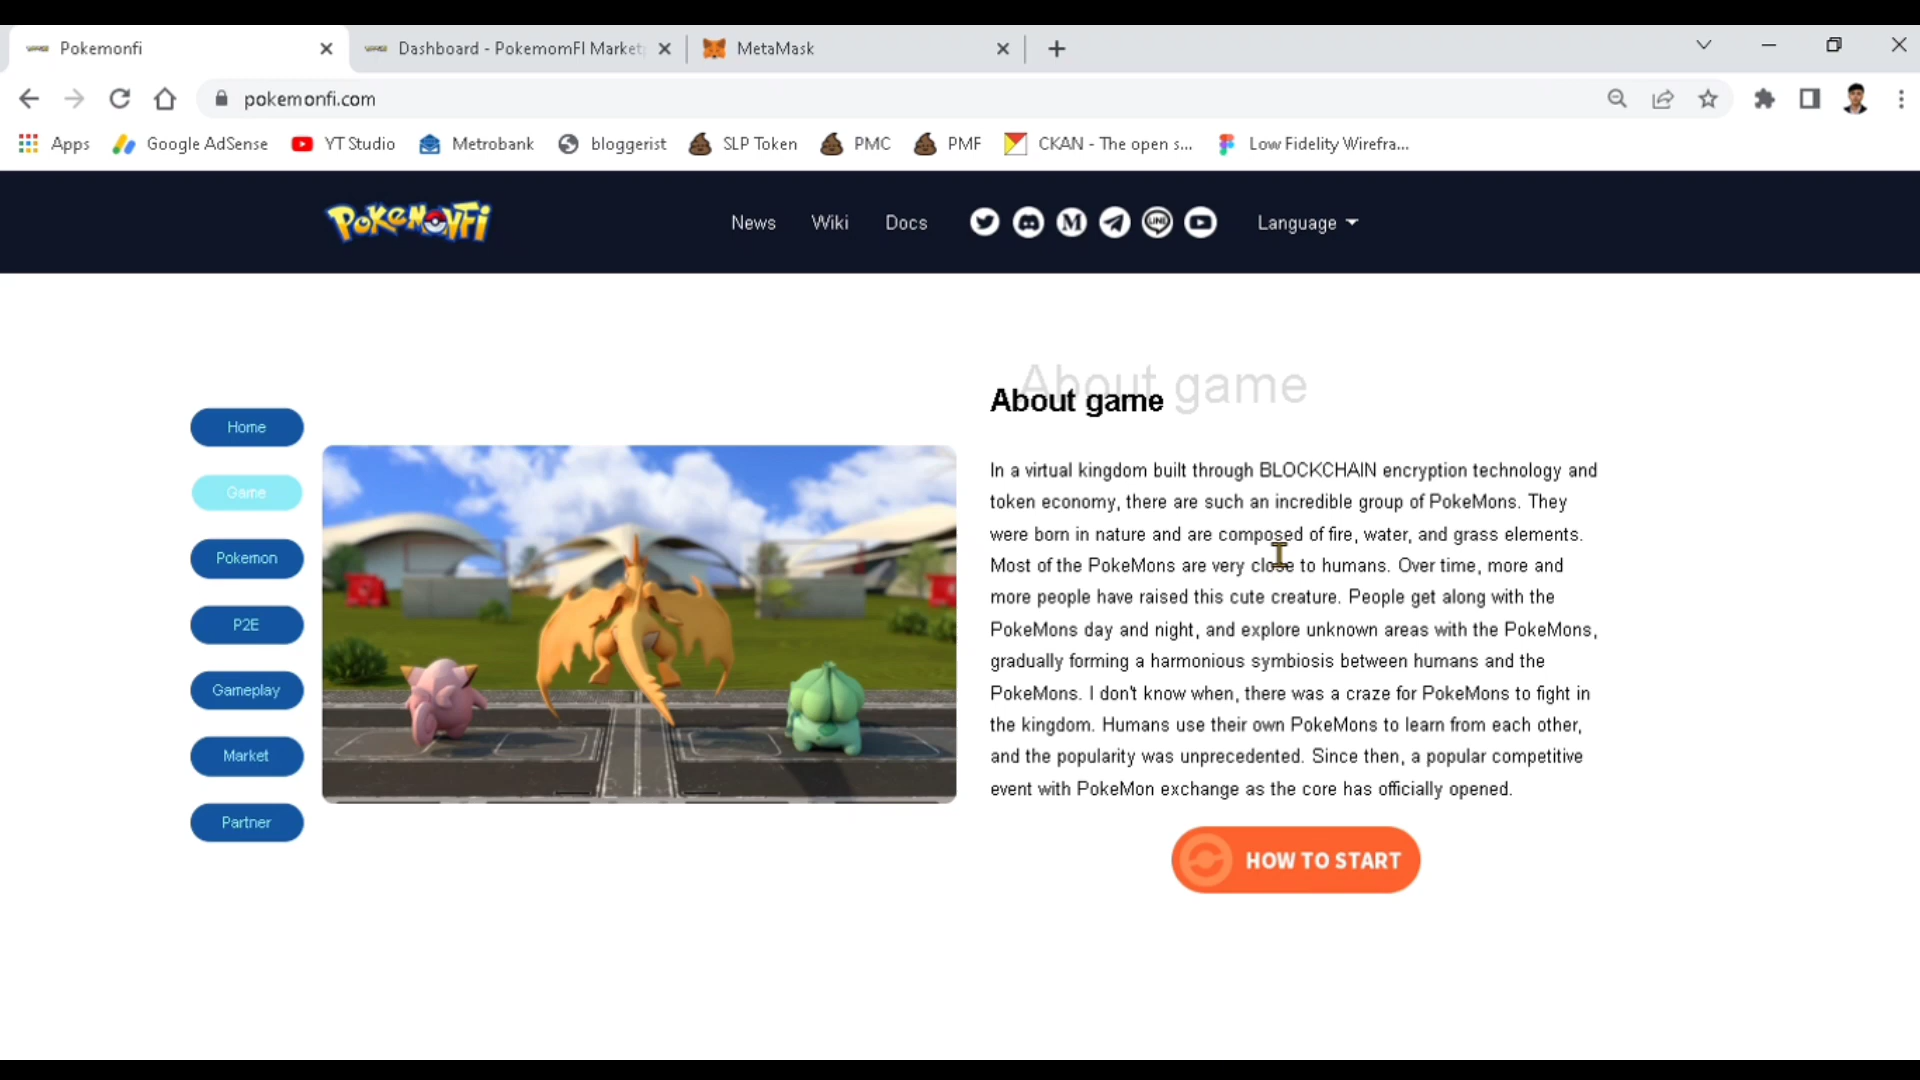 Pokemonfi
Dashboard - PokemomFI Market
MetaMask
pokemonfi.com
Apps
Google AdSense
YT Studio
Metrobank
bloggerist
SLP Token
PMC
PMF
CKAN - The open s...
Low Fidelity Wirefra...
POKEMONFi
News
Wiki
Docs
LINE
Language
About game
About game
Home
Game
Pokemon
P2E
Gameplay
Market
Partner
In a virtual kingdom built through BLOCKCHAIN encryption technology and
token economy, there are such an incredible group of PokeMons. They
were born in nature and are composed of fire, water, and grass elements.
Most of the PokeMons are very close to humans. Over time, more and
more people have raised this cute creature. People get along with the
PokeMons day and night, and explore unknown areas with the PokeMons,
gradually forming a harmonious symbiosis between humans and the
PokeMons. I don't know when, there was a craze for PokeMons to fight in
the kingdom. Humans use their own PokeMons to learn from each other,
and the popularity was unprecedented. Since then, a popular competitive
event with PokeMon exchange as the core has officially opened.
HOW TO START